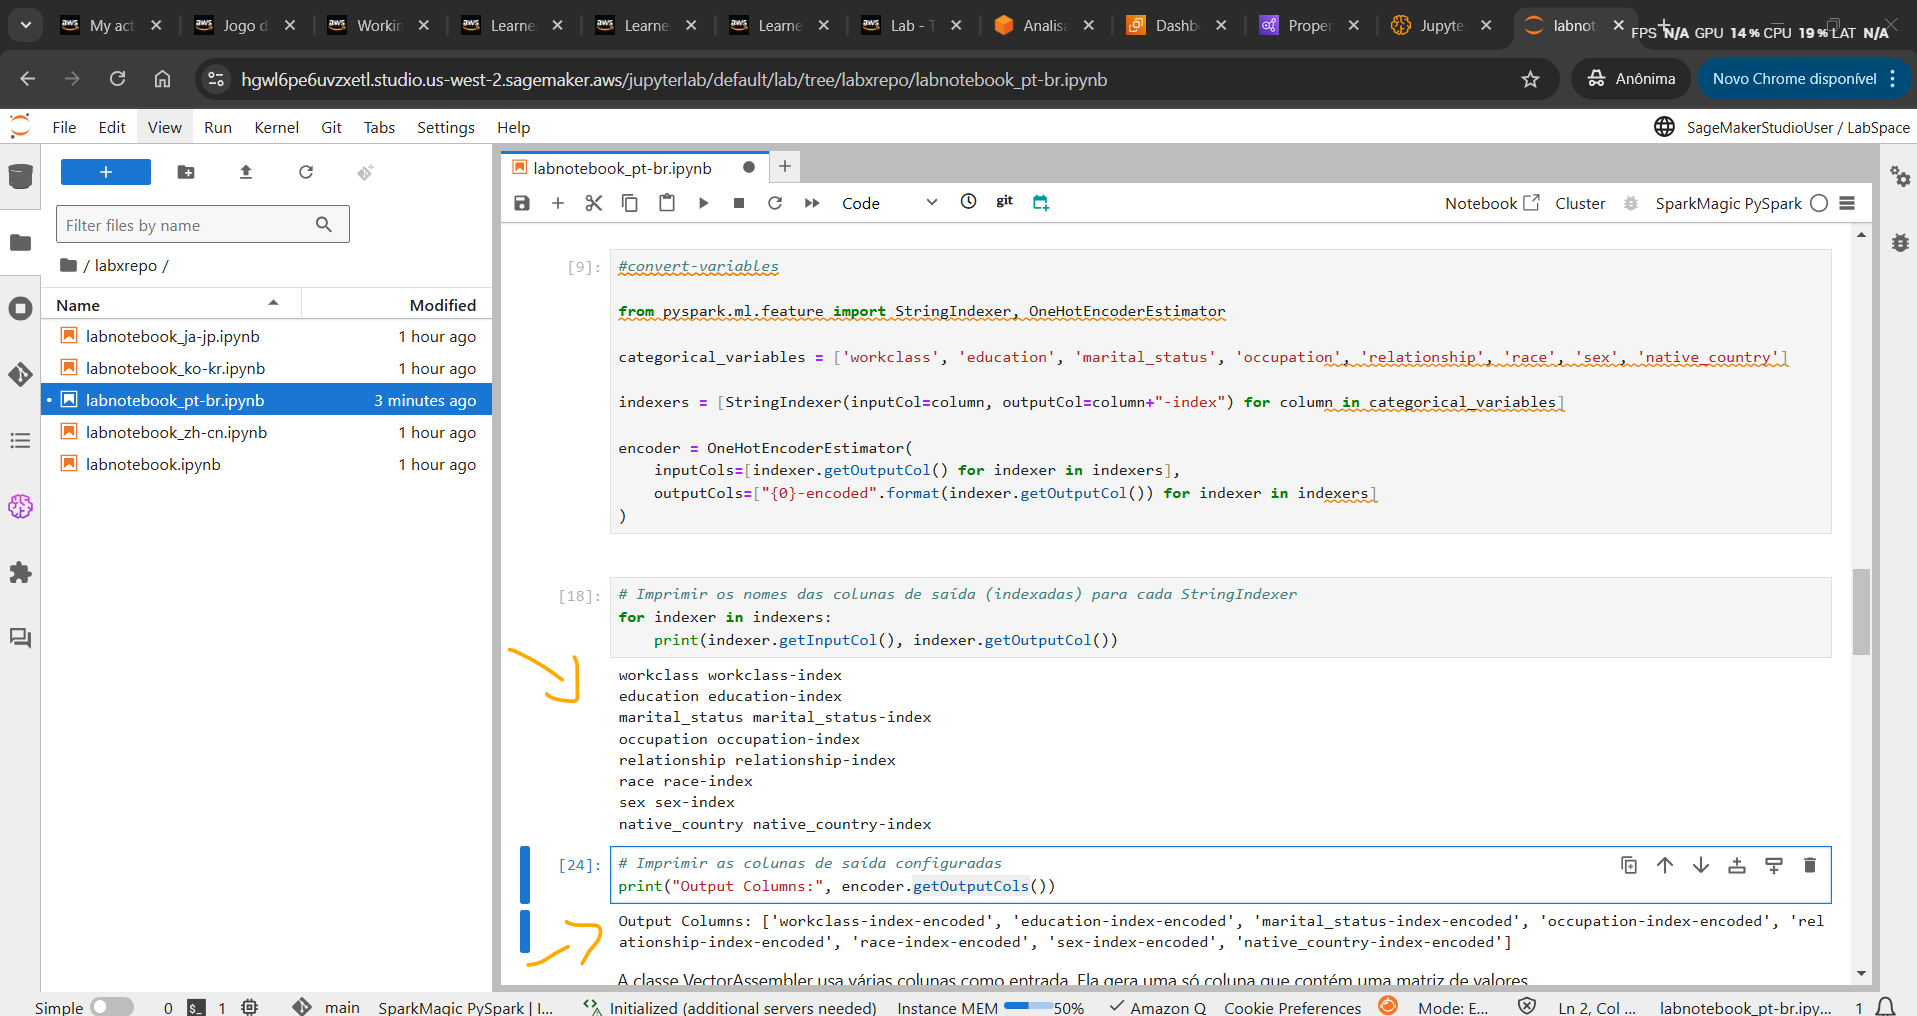 My act
Jogo d
Workin
Learne
Learne
Learne
Lab - T
Analisa
Dashb
Proper
Jupyte
labnot
FPS N/A GPU 14 % CPU 19 % LAT N/A
hgwl6pe6uvzxetl.studio.us-west-2.sagemaker.aws/jupyterlab/default/lab/tree/labxrepo/labnotebook_pt-br.ipynb
Anônima
Novo Chrome disponível
File Edit View Run Kernel Git Tabs Settings Help
SageMakerStudioUser / LabSpace
Filter files by name
/ labxrepo /
Name Modified
labnotebook_ja-jp.ipynb 1 hour ago
labnotebook_ko-kr.ipynb 1 hour ago
labnotebook_pt-br.ipynb 3 minutes ago
labnotebook_zh-cn.ipynb 1 hour ago
labnotebook.ipynb 1 hour ago
labnotebook_pt-br.ipynb
Code git Notebook Cluster SparkMagic PySpark
[9]: #convert-variables
from pyspark.ml.feature import StringIndexer, OneHotEncoderEstimator
categorical_variables = ['workclass', 'education', 'marital_status', 'occupation', 'relationship', 'race', 'sex', 'native_country']
indexers = [StringIndexer(inputCol=column, outputCol=column+"-index") for column in categorical_variables]
encoder = OneHotEncoderEstimator(
inputCols=[indexer.getOutputCol() for indexer in indexers],
outputCols=["{0}-encoded".format(indexer.getOutputCol()) for indexer in indexers]
)
[18]: # Imprimir os nomes das colunas de saída (indexadas) para cada StringIndexer
for indexer in indexers:
print(indexer.getInputCol(), indexer.getOutputCol())
workclass workclass-index
education education-index
marital_status marital_status-index
occupation occupation-index
relationship relationship-index
race race-index
sex sex-index
native_country native_country-index
[24]: # Imprimir as colunas de saída configuradas
print("Output Columns:", encoder.getOutputCols())
Output Columns: ['workclass-index-encoded', 'education-index-encoded', 'marital_status-index-encoded', 'occupation-index-encoded', 'rel
ationship-index-encoded', 'race-index-encoded', 'sex-index-encoded', 'native_country-index-encoded']
A classe VectorAssembler usa várias colunas como entrada. Ela gera uma só coluna que contém uma matriz de valores
Simple 0 $_ 1 main SparkMagic PySpark | I... Initialized (additional servers needed) Instance MEM 50% Amazon Q Cookie Preferences Mode: E... Ln 2, Col ... labnotebook_pt-br.ipy... 1